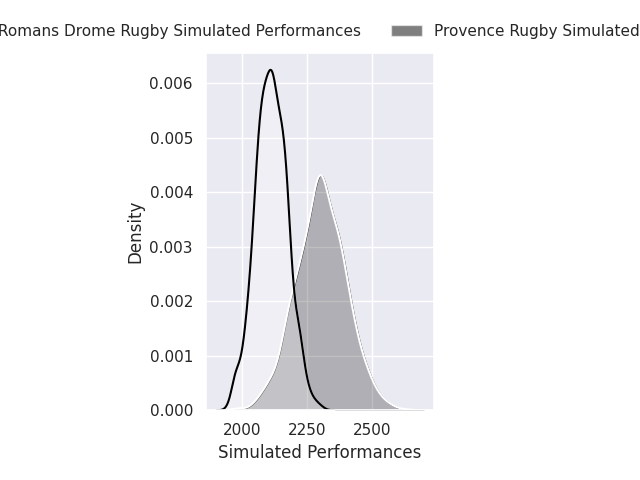 Romans Drome Rugby Simulated Performances
Provence Rugby Simulated
0.006
0.005
0.004
0.003
0.002
0.001
0.000
Density
2000 2250 2500
Simulated Performances